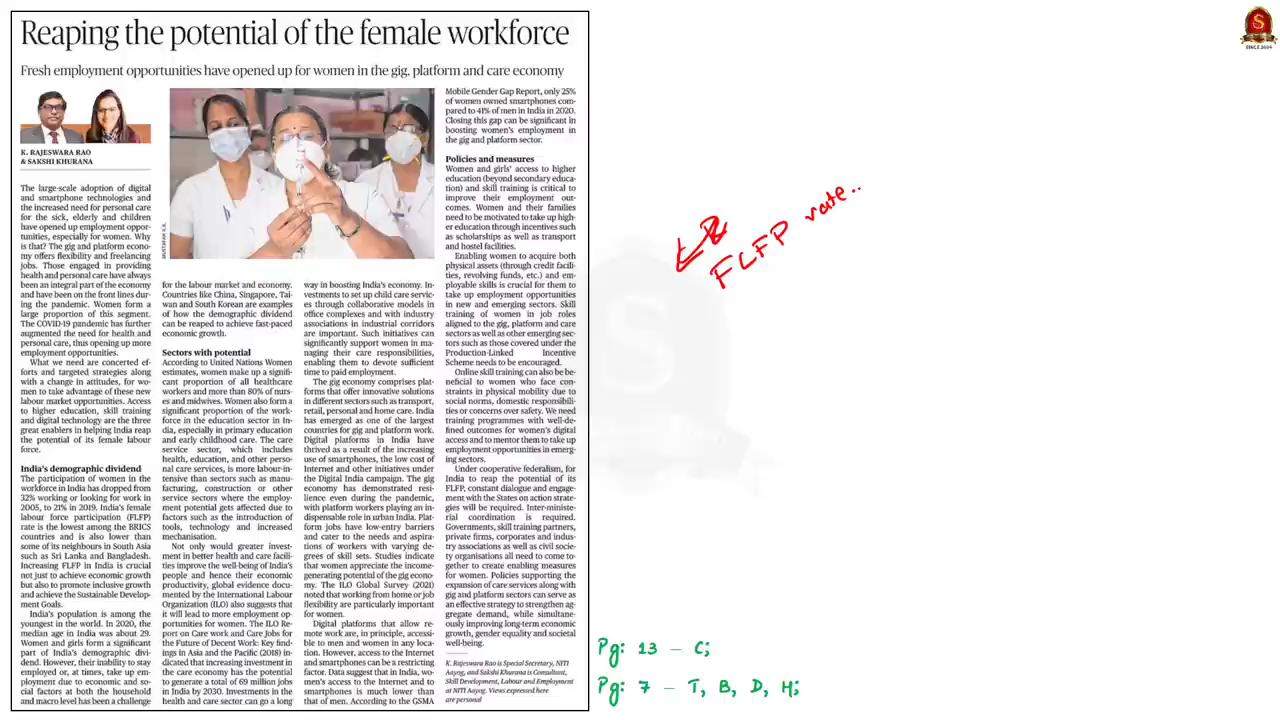 Reaping the potential of the female workforce
Fresh employment opportunities have opened up for women in the gig, platform and care economy
K. RAJESWARA RAO
& SAKSHI KHURANA
The large-scale adoption of digital
and smartphone technologies and
the increased need for personal care
for the sick, elderly and children
have opened up employment oppor-
tunities, especially for women. Why
is that? The gig and platform econo-
my offers flexibility and freelancing
jobs. Those engaged in providing
health and personal care have always
been an integral part of the economy
and have been on the front lines dur-
ing the pandemic. Women form a
large proportion of this segment.
The COVID-19 pandemic has further
augmented the need for health and
personal care, thus opening up more
employment opportunities.
What we need are concerted ef-
forts and targeted strategies along
with a change in attitudes, for wo-
men to take advantage of these new
labour market opportunities. Access
to higher education, skill training
and digital technology are the three
great enablers in helping India reap
the potential of its female labour
force.
India's demographic dividend
The participation of women in the
workforce in India has dropped from
32% working or looking for work in
2005, to 21% in 2019. India's female
labour force participation (FLFP)
rate is the lowest among the BRICS
countries and is also lower than
some of its neighbours in South Asia
such as Sri Lanka and Bangladesh.
Increasing FLFP in India is crucial
not just to achieve economic growth
but also to promote inclusive growth
and achieve the Sustainable Develop-
ment Goals.
India's population is among the
youngest in the world. In 2020, the
median age in India was about 29.
Women and girls form a significant
part of India's demographic divi-
dend. However, their inability to stay
employed or, at times, take up em-
ployment due to economic and so-
cial factors at both the household
and macro level has been a challenge
for the labour market and economy.
Countries like China, Singapore, Tai-
wan and South Korean are examples
of how the demographic dividend
can be reaped to achieve fast-paced
economic growth.
Sectors with potential
According to United Nations Women
estimates, women make up a signifi-
cant proportion of all healthcare
workers and more than 80% of nurs-
es and midwives. Women also form a
significant proportion of the work-
force in the education sector in In-
dia, especially in primary education
and early childhood care. The care
service sector, which includes
health, education, and other perso-
nal care services, is more labour-in-
tensive than sectors such as manu-
facturing, construction or other
service sectors where the employ-
ment potential gets affected due to
factors such as the introduction of
tools, technology and increased
mechanisation.
Not only would greater invest-
ment in better health and care facili-
ties improve the well-being of India's
people and hence their economic
productivity, global evidence docu-
mented by the International Labour
Organization (ILO) also suggests that
it will lead to more employment op-
portunities for women. The ILO Re-
port on Care work and Care Jobs for
the Future of Decent Work: Key find-
ings in Asia and the Pacific (2018) in-
dicated that increasing investment in
the care economy has the potential
to generate a total of 69 million jobs
in India by 2030. Investments in the
health and care sector can go a long
way in boosting India's economy. In-
vestments to set up child care servic-
es through collaborative models in
office complexes and with industry
associations in industrial corridors
are important. Such initiatives can
significantly support women in ma-
naging their care responsibilities,
enabling them to devote sufficient
time to paid employment.
The gig economy comprises plat-
forms that offer innovative solutions
in different sectors such as transport,
retail, personal and home care. India
has emerged as one of the largest
countries for gig and platform work.
Digital platforms in India have
thrived as a result of the increasing
use of smartphones, the low cost of
Internet and other initiatives under
the Digital India campaign. The gig
economy has demonstrated resi-
lience even during the pandemic,
with platform workers playing an in-
dispensable role in urban India. Plat-
form jobs have low-entry barriers
and cater to the needs and aspira-
tions of workers with varying de-
grees of skill sets. Studies indicate
that women appreciate the income-
generating potential of the gig econo-
my. The ILO Global Survey (2021)
noted that working from home or job
flexibility are particularly important
for women.
Digital platforms that allow re-
mote work are, in principle, accessi-
ble to men and women in any loca-
tion. However, access to the Internet
and smartphones can be a restricting
factor. Data suggest that in India, wo-
men's access to the Internet and to
smartphones is much lower than
that of men. According to the GSMA
Mobile Gender Gap Report, only 25%
of women owned smartphones com-
pared to 41% of men in India in 2020.
Closing this gap can be significant in
boosting women's employment in
the gig and platform sector.
Policies and measures
Women and girls' access to higher
education (beyond secondary educa-
tion) and skill training is critical to
improve their employment out-
comes. Women and their families
need to be motivated to take up high-
er education through incentives such
as scholarships as well as transport
and hostel facilities.
Enabling women to acquire both
physical assets (through credit facili-
ties, revolving funds, etc.) and em-
ployable skills is crucial for them to
take up employment opportunities
in new and emerging sectors. Skill
training of women in job roles
aligned to the gig, platform and care
sectors as well as other emerging sec-
tors such as those covered under the
Production-Linked Incentive
Scheme needs to be encouraged.
Online skill training can also be be-
neficial to women who face con-
straints in physical mobility due to
social norms, domestic responsibili-
ties or concerns over safety. We need
training programmes with well-de-
fined outcomes for women's digital
access and to mentor them to take up
employment opportunities in emerg-
ing sectors.
Under cooperative federalism, for
India to reap the potential of its
FLFP, constant dialogue and engage-
ment with the States on action strate-
gies will be required. Inter-ministe-
rial coordination is required.
Governments, skill training partners,
private firms, corporates and indus-
try associations as well as civil socie-
ty organisations all need to come to-
gether to create enabling measures
for women. Policies supporting the
expansion of care services along with
gig and platform sectors can serve as
an effective strategy to strengthen ag-
gregate demand, while simultane-
ously improving long-term economic
growth, gender equality and societal
well-being.
K. Rajeswara Rao is Special Secretary, NITI
Aayog, and Sakshi Khurana is Consultant,
Skill Development, Labour and Employment
at NITI Aayog. Views expressed here
are personal
FLFP rate..
Pg: 13 - C;
Pg: 7 - T, B, D, H;
S
SINCE 2004